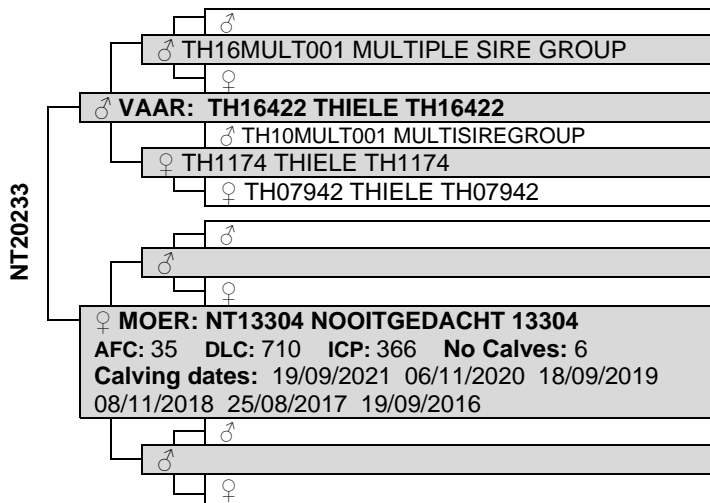 ♂
♂ TH16MULT001 MULTIPLE SIRE GROUP
♀
♂ VAAR: TH16422 THIELE TH16422
♂ TH10MULT001 MULTISIREGROUP
♀ TH1174 THIELE TH1174
♀ TH07942 THIELE TH07942
NT20233
♂
♂
♀
♀ MOER: NT13304 NOOITGEDACHT 13304
AFC: 35 DLC: 710 ICP: 366 No Calves: 6
Calving dates: 19/09/2021 06/11/2020 18/09/2019
08/11/2018 25/08/2017 19/09/2016
♂
♂
♀